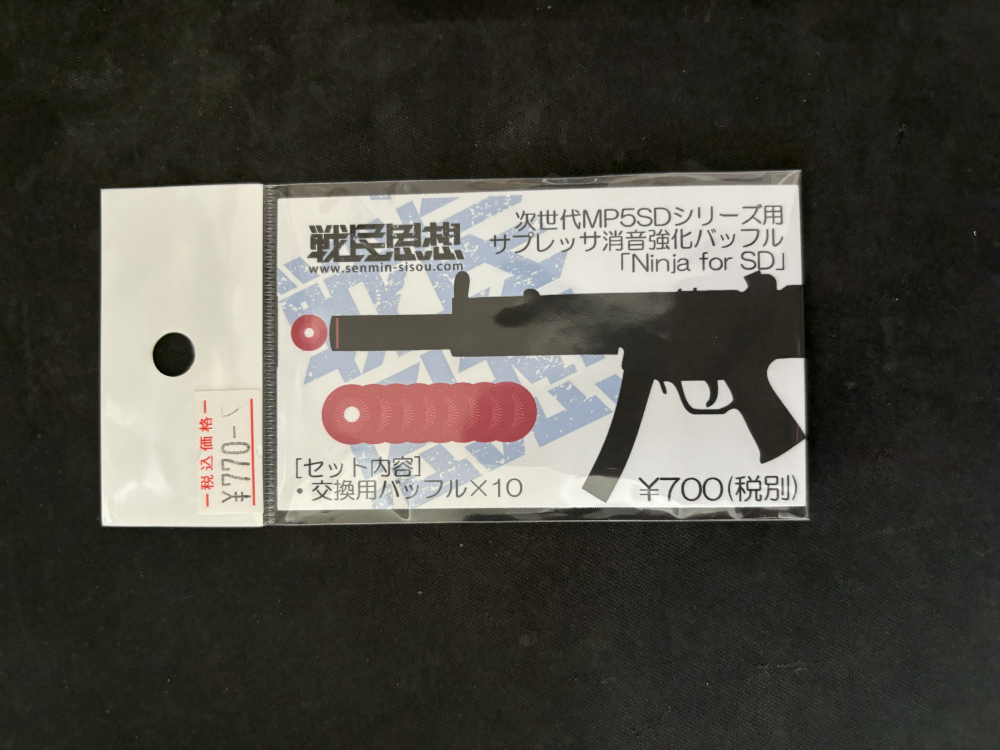 戦民思想
www.senmin-sisou.com
次世代MP5SDシリーズ用
サプレッサ消音強化バッフル
「Ninja for SD」
[セット内容]
・交換用バッフル×10
¥700(税別)
税込価格
¥770-